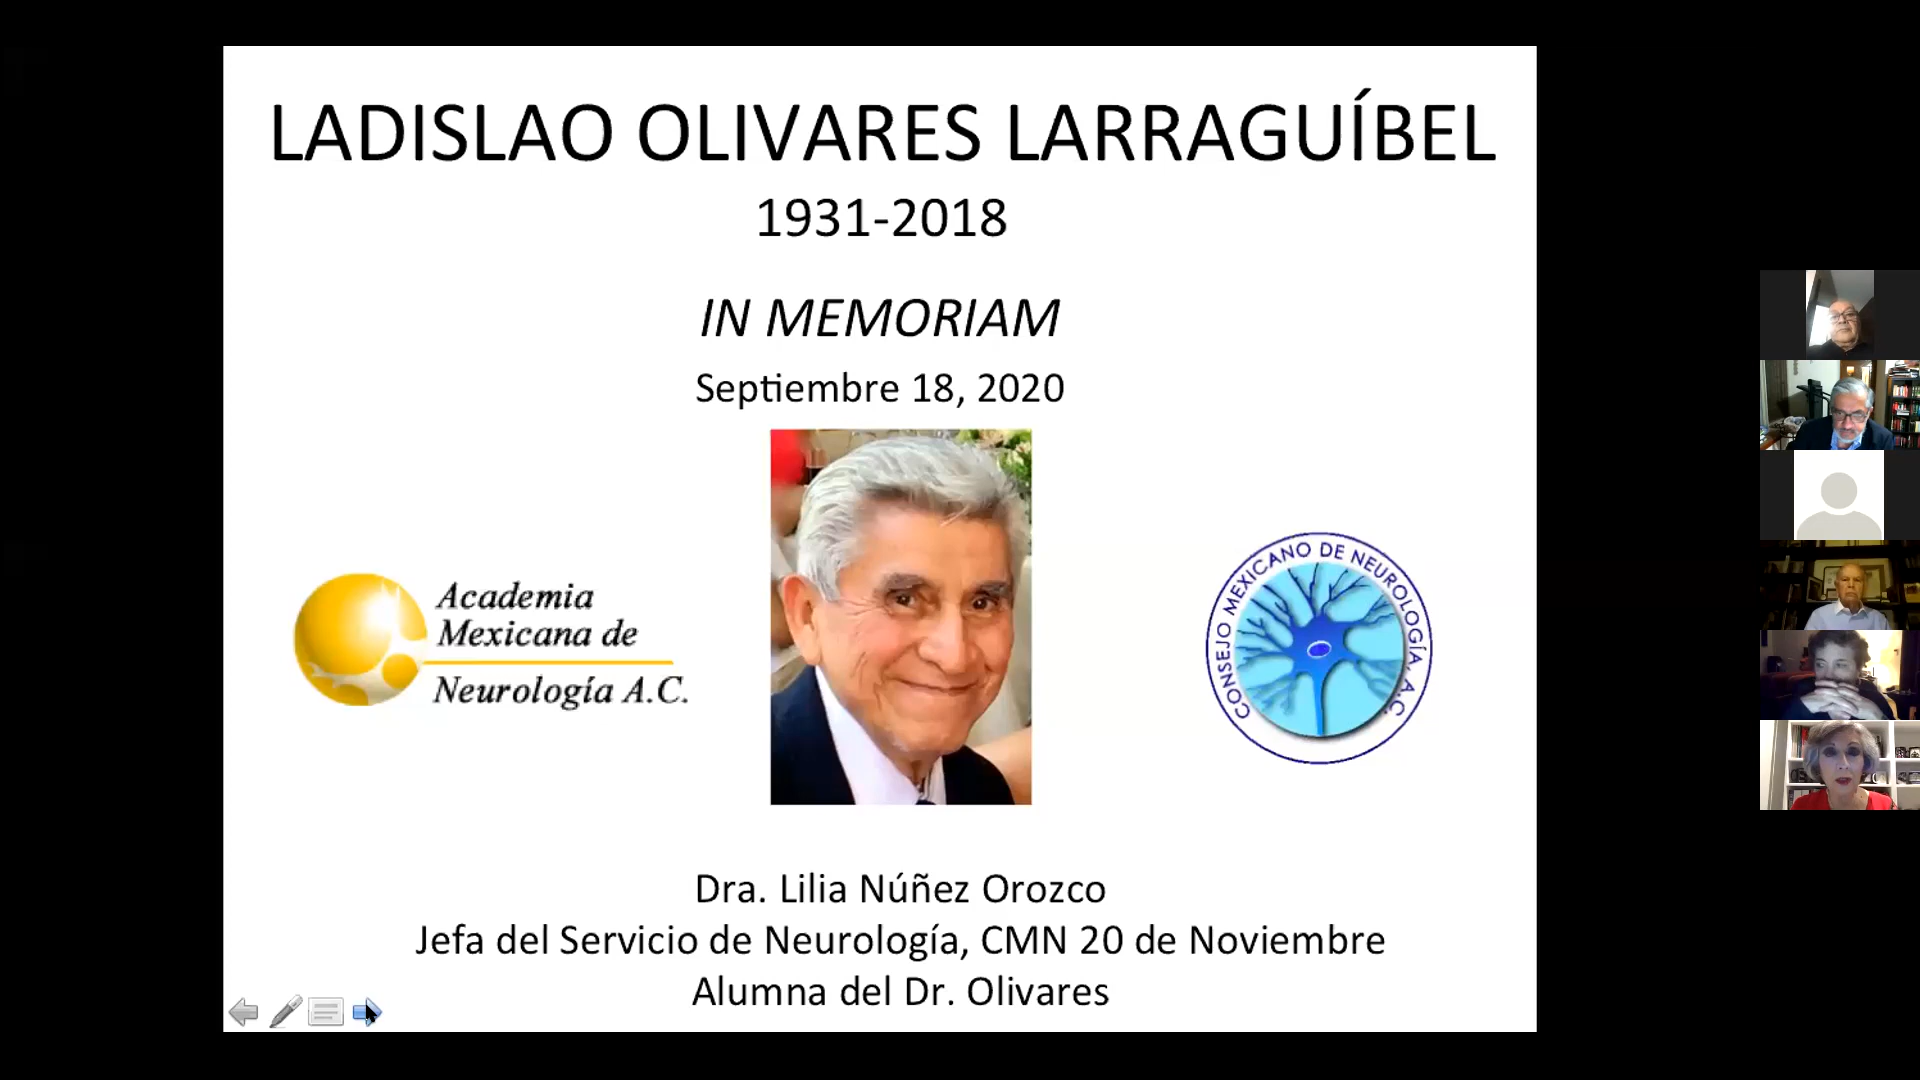 LADISLAO OLIVARES LARRAGUÍBEL
1931-2018
IN MEMORIAM
Septiembre 18, 2020
Academia
Mexicana de
Neurología A.C.
CONSEJO MEXICANO DE NEUROLOGÍA, A.C.
Dra. Lilia Núñez Orozco
Jefa del Servicio de Neurología, CMN 20 de Noviembre
Alumna del Dr. Olivares